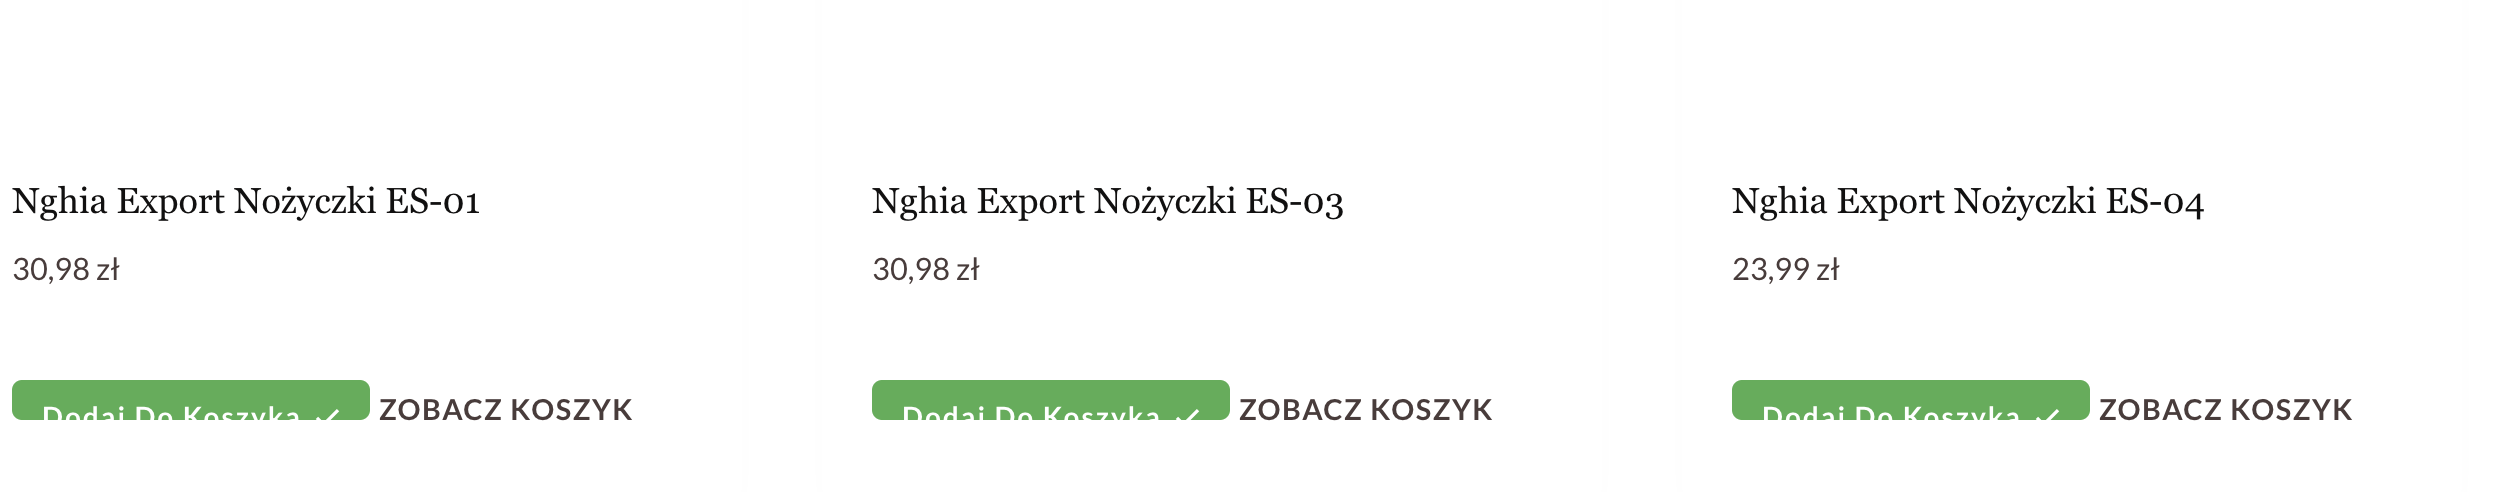 Nghia Export Nożyczki ES-01
30,98 zł
Dodaj Do Koszyka
ZOBACZ KOSZYK
Nghia Export Nożyczki ES-03
30,98 zł
Dodaj Do Koszyka
ZOBACZ KOSZYK
Nghia Export Nożyczki ES-04
23,99 zł
Dodaj Do Koszyka
ZOBACZ KOSZYK